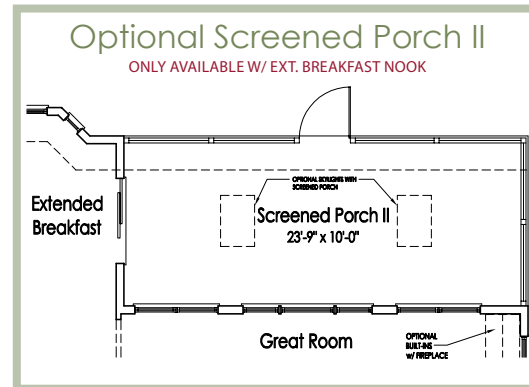 Optional Screened Porch II
ONLY AVAILABLE W/ EXT. BREAKFAST NOOK
OPTIONAL SKYLIGHTS WITH
SCREENED PORCH
Extended
Breakfast
Screened Porch II
23'-9" x 10'-0"
Great Room
OPTIONAL
BUILT-INS
w/ FIREPLACE